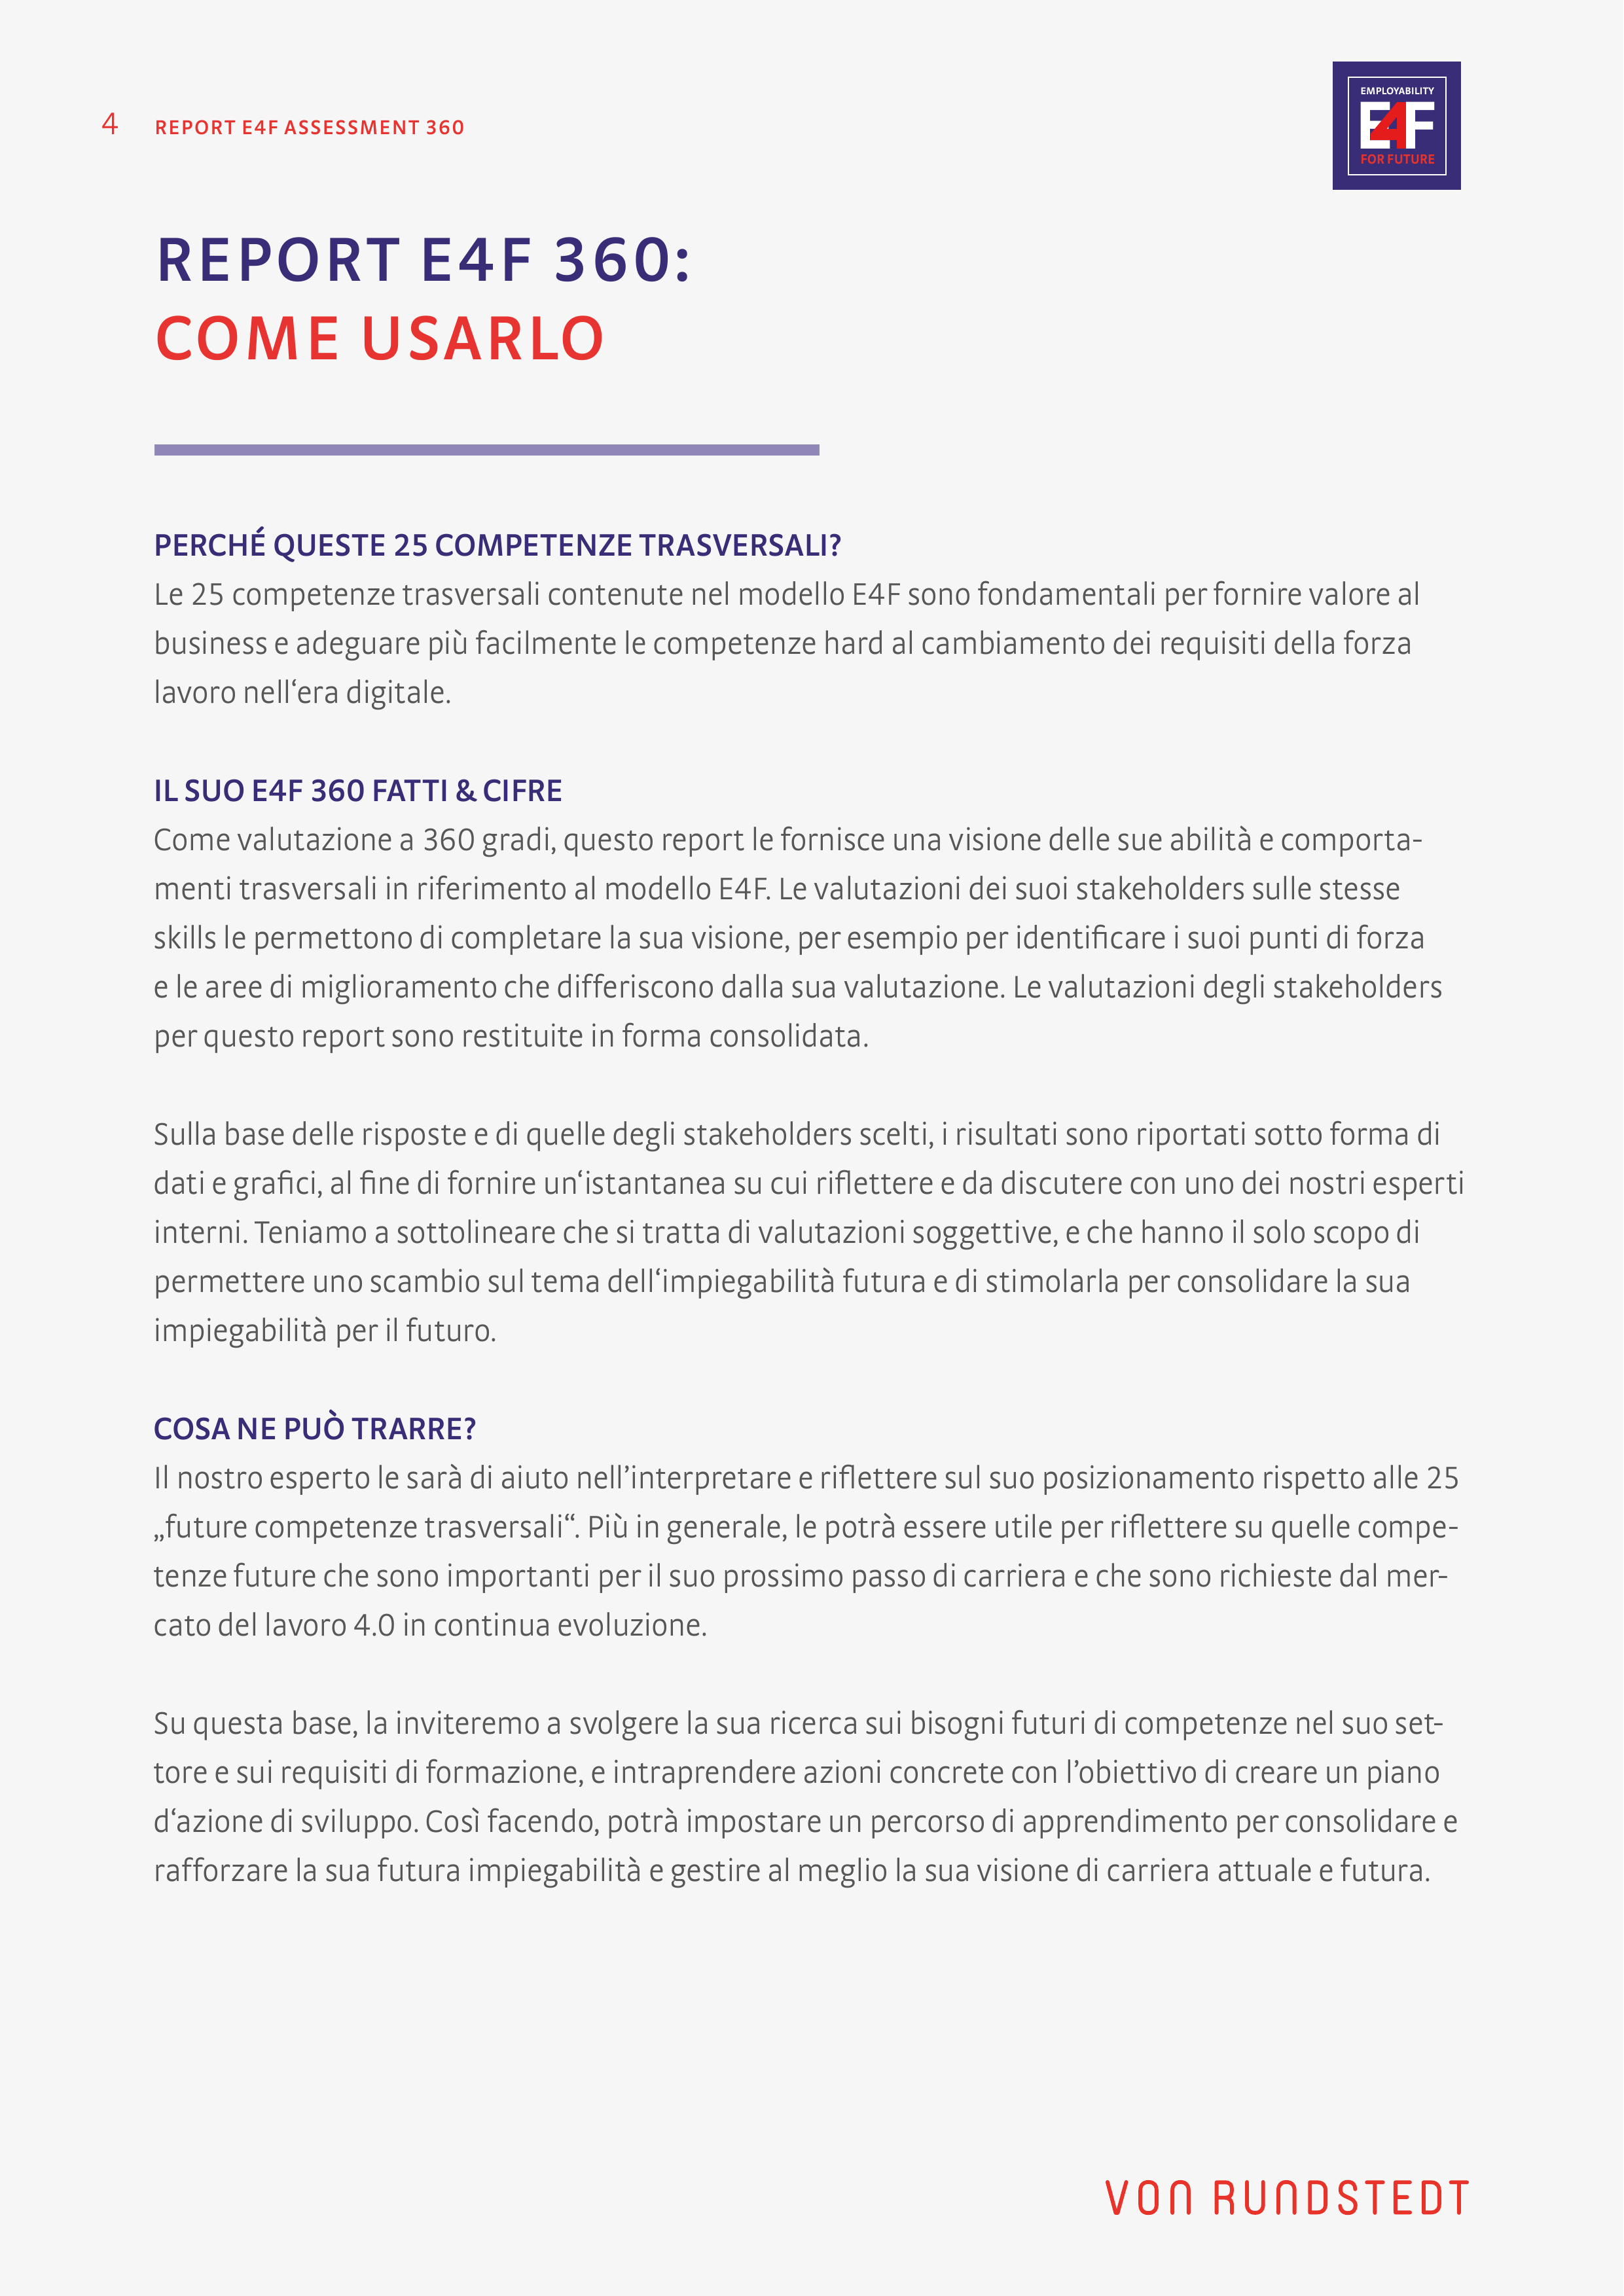 4 REPORT E4F ASSESSMENT 360
EMPLOYABILITY
E4F
FOR FUTURE
REPORT E4F 360:
COME USARLO
PERCHÉ QUESTE 25 COMPETENZE TRASVERSALI?
Le 25 competenze trasversali contenute nel modello E4F sono fondamentali per fornire valore al
business e adeguare più facilmente le competenze hard al cambiamento dei requisiti della forza
lavoro nell‘era digitale.
IL SUO E4F 360 FATTI & CIFRE
Come valutazione a 360 gradi, questo report le fornisce una visione delle sue abilità e comporta-
menti trasversali in riferimento al modello E4F. Le valutazioni dei suoi stakeholders sulle stesse
skills le permettono di completare la sua visione, per esempio per identificare i suoi punti di forza
e le aree di miglioramento che differiscono dalla sua valutazione. Le valutazioni degli stakeholders
per questo report sono restituite in forma consolidata.
Sulla base delle risposte e di quelle degli stakeholders scelti, i risultati sono riportati sotto forma di
dati e grafici, al fine di fornire un‘istantanea su cui riflettere e da discutere con uno dei nostri esperti
interni. Teniamo a sottolineare che si tratta di valutazioni soggettive, e che hanno il solo scopo di
permettere uno scambio sul tema dell‘impiegabilità futura e di stimolarla per consolidare la sua
impiegabilità per il futuro.
COSA NE PUÒ TRARRE?
Il nostro esperto le sarà di aiuto nell’interpretare e riflettere sul suo posizionamento rispetto alle 25
„future competenze trasversali“. Più in generale, le potrà essere utile per riflettere su quelle compe-
tenze future che sono importanti per il suo prossimo passo di carriera e che sono richieste dal mer-
cato del lavoro 4.0 in continua evoluzione.
Su questa base, la inviteremo a svolgere la sua ricerca sui bisogni futuri di competenze nel suo set-
tore e sui requisiti di formazione, e intraprendere azioni concrete con l’obiettivo di creare un piano
d‘azione di sviluppo. Così facendo, potrà impostare un percorso di apprendimento per consolidare e
rafforzare la sua futura impiegabilità e gestire al meglio la sua visione di carriera attuale e futura.
VON RUNDSTEDT